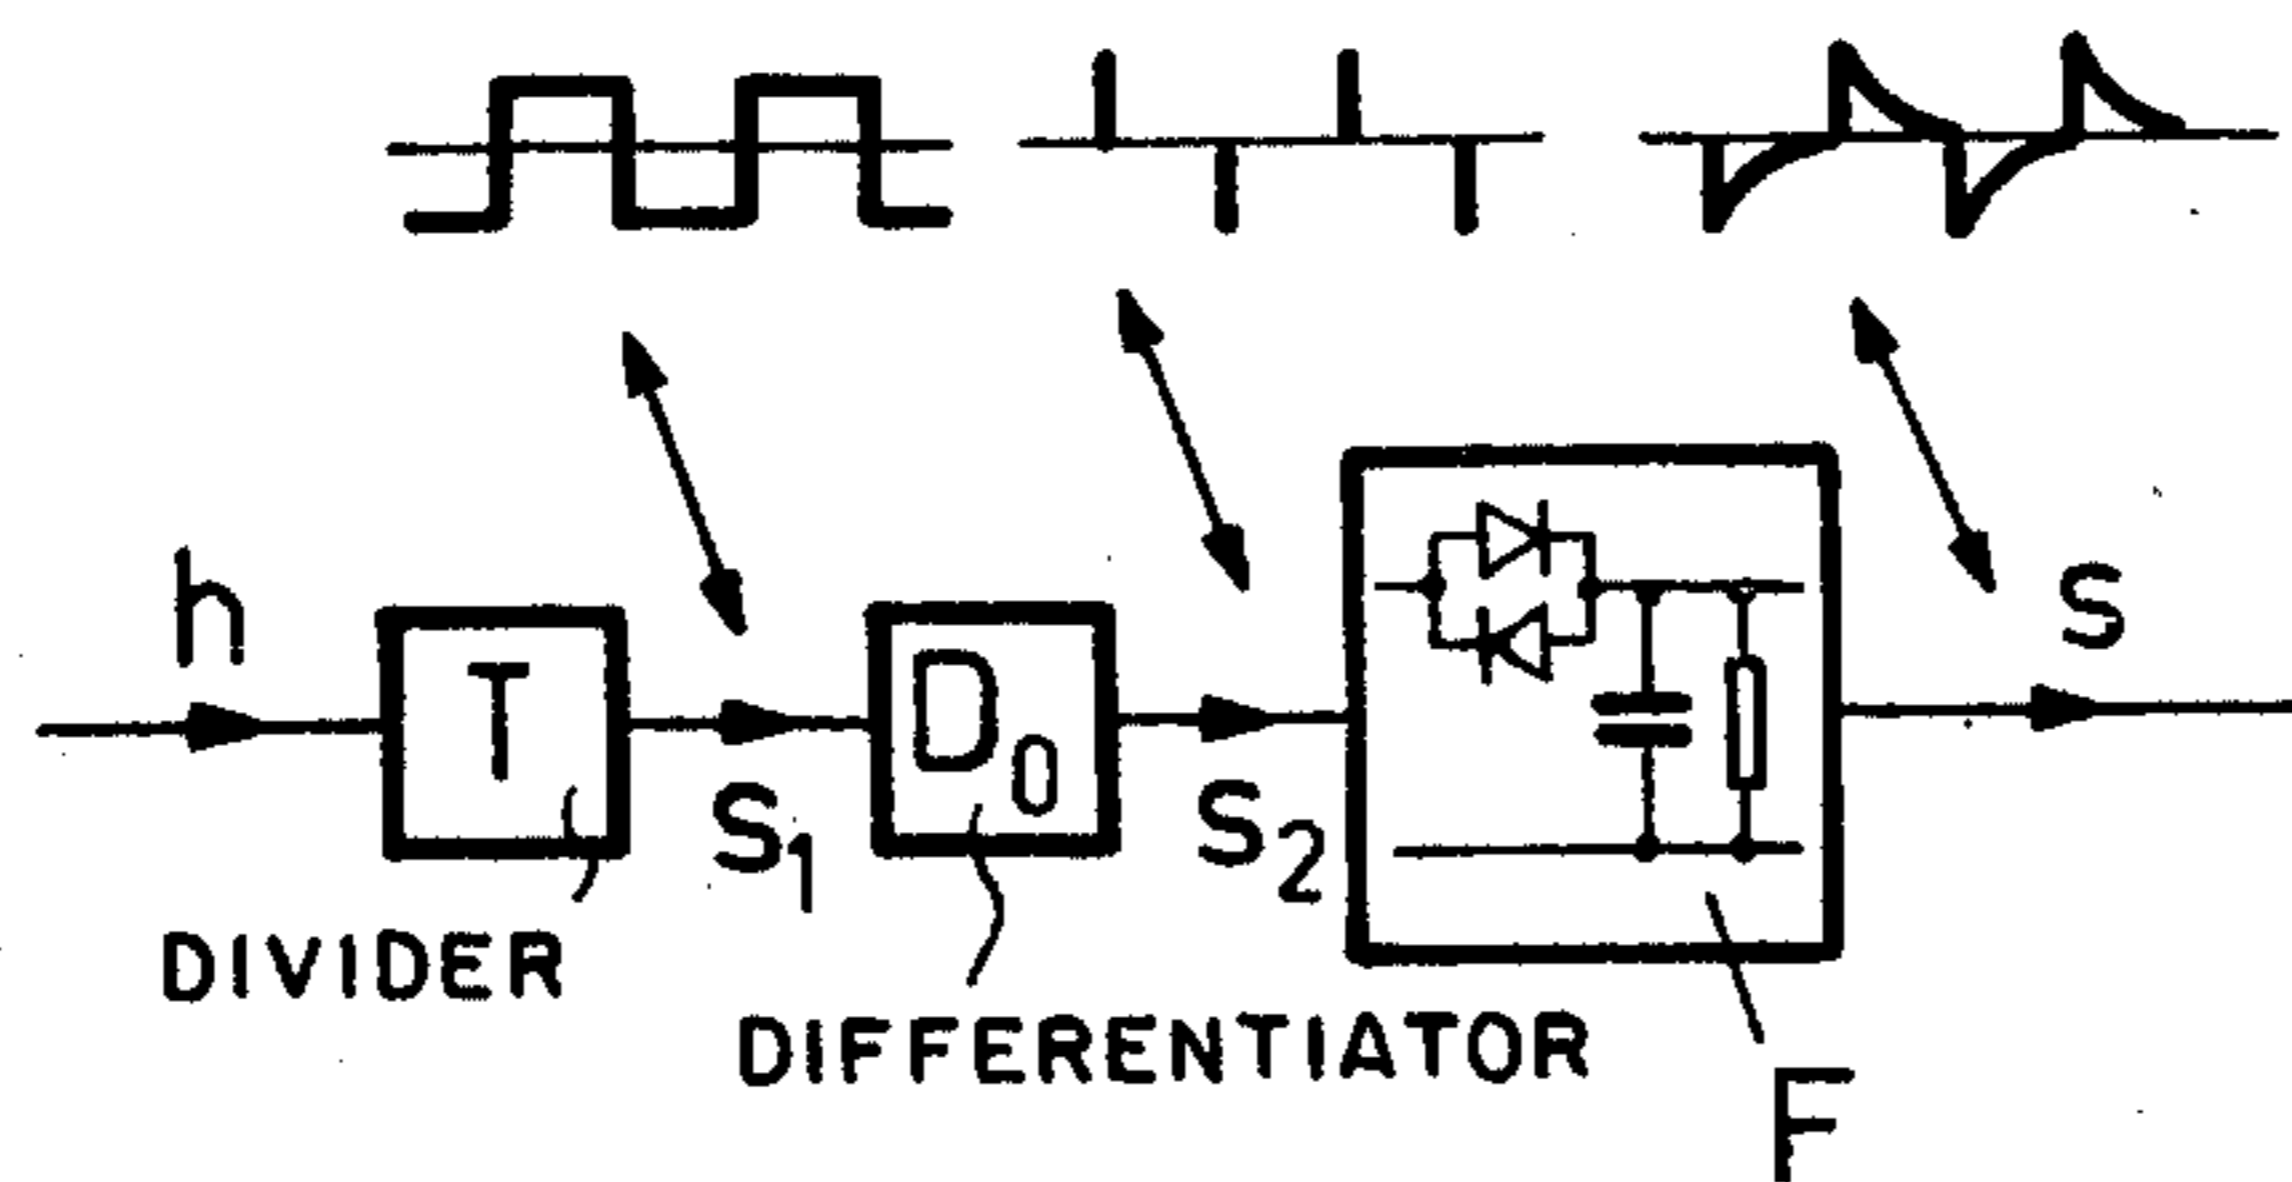 h
S
T
D0
S1
S2
DIVIDER
DIFFERENTIATOR
F